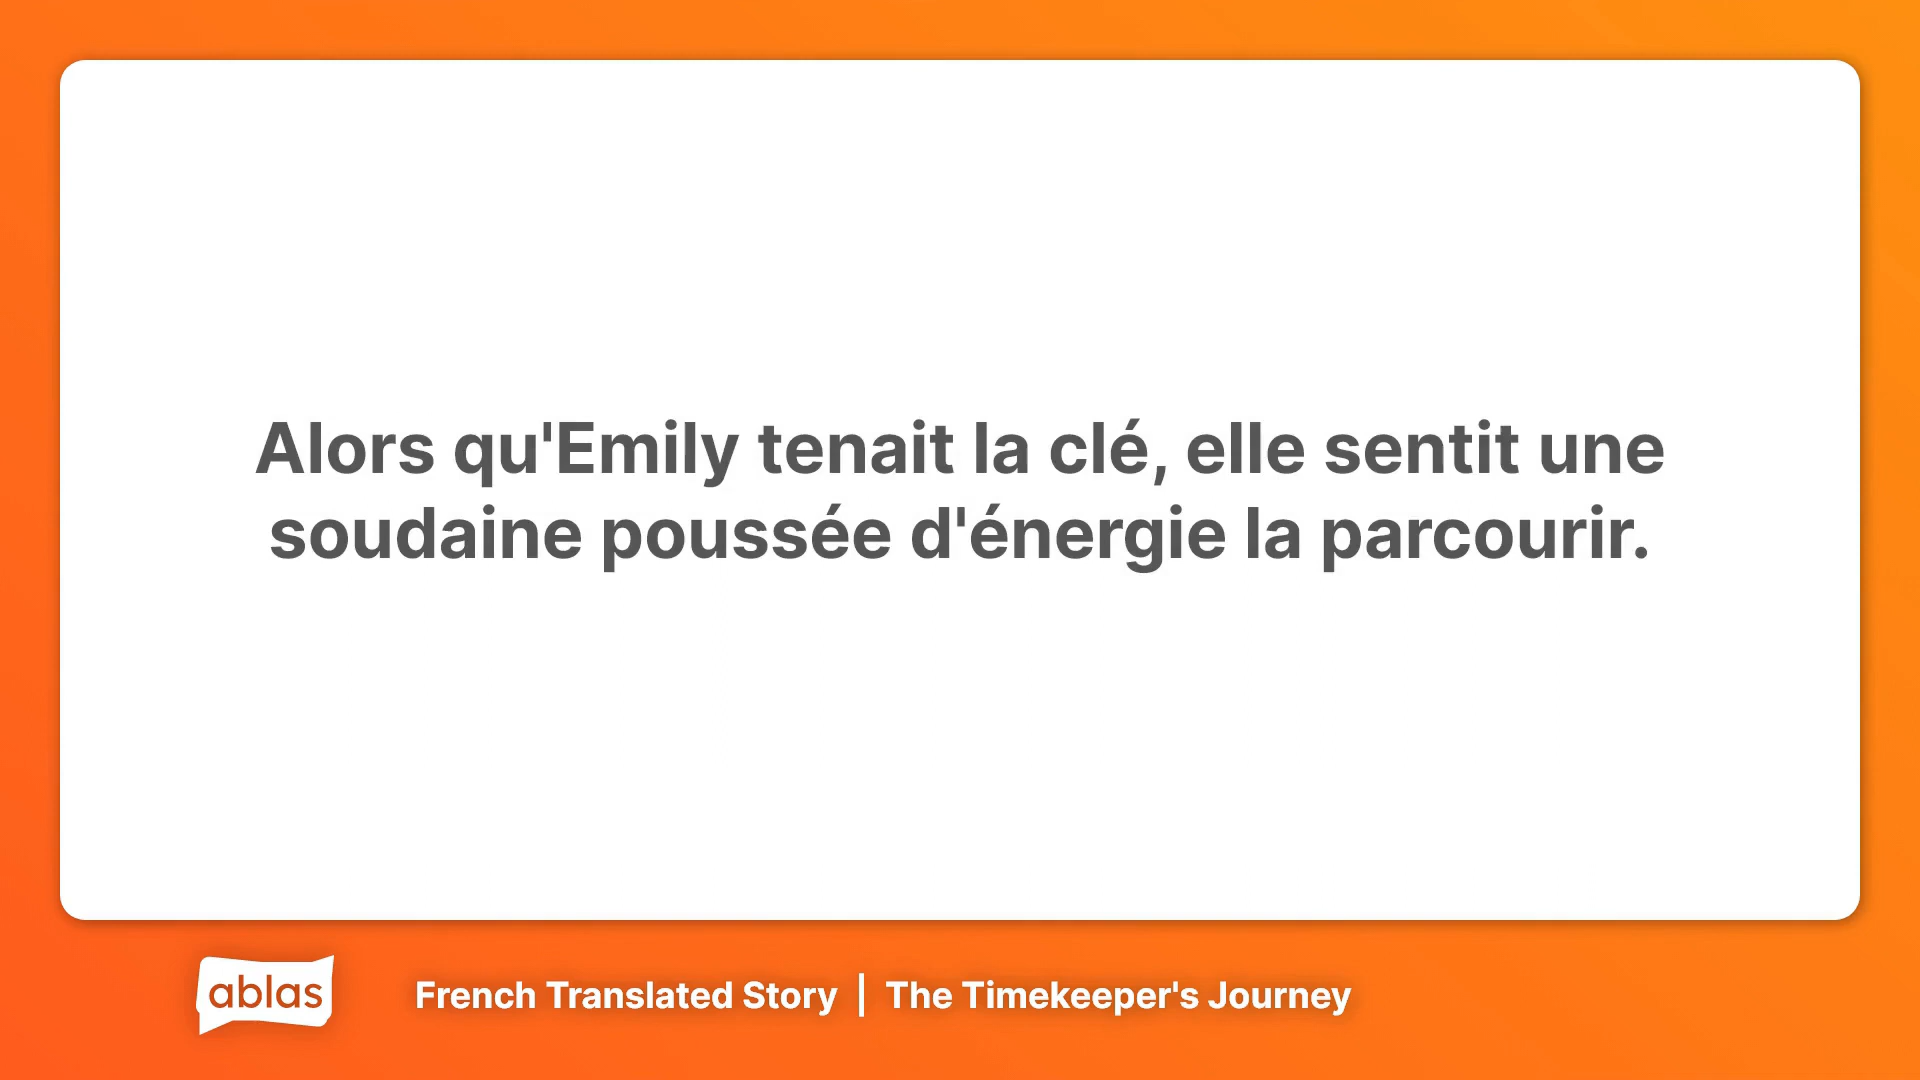 Alors qu'Emily tenait la clé, elle sentit une
soudaine poussée d'énergie la parcourir.
ablas
French Translated Story | The Timekeeper's Journey